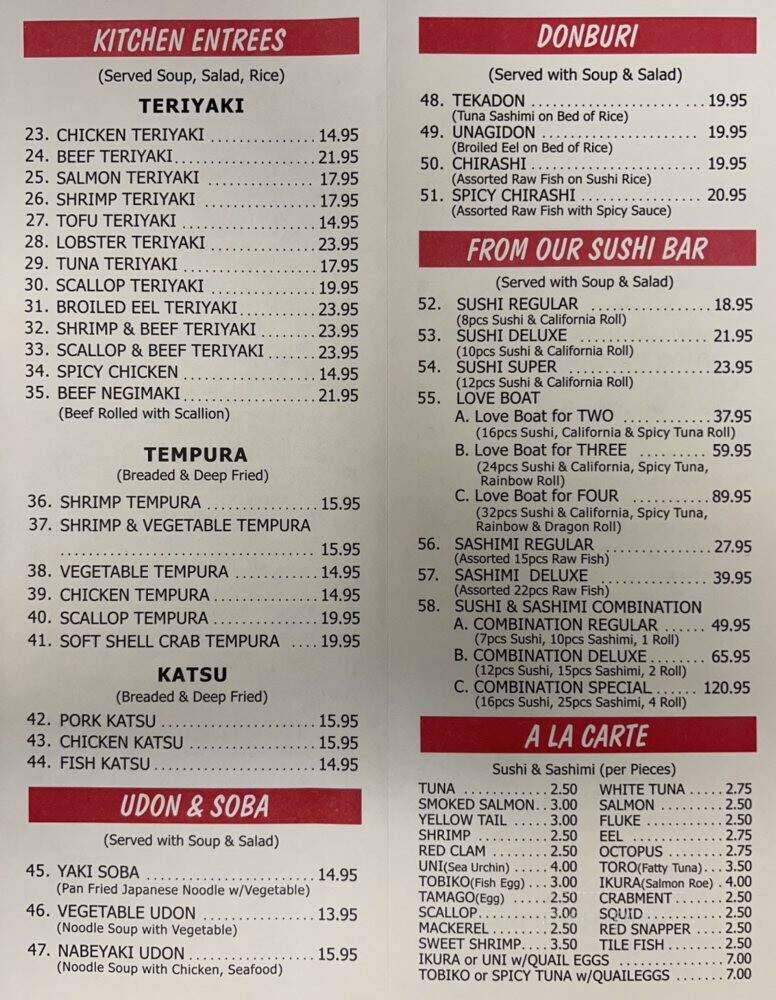 KITCHEN ENTREES
(Served Soup, Salad, Rice)
TERIYAKI
23. CHICKEN TERIYAKI ............ 14.95
24. BEEF TERIYAKI ............ 21.95
25. SALMON TERIYAKI ............ 17.95
26. SHRIMP TERIYAKI ............ 17.95
27. TOFU TERIYAKI ............ 14.95
28. LOBSTER TERIYAKI ............ 23.95
29. TUNA TERIYAKI ............ 17.95
30. SCALLOP TERIYAKI ............ 19.95
31. BROILED EEL TERIYAKI ............ 23.95
32. SHRIMP & BEEF TERIYAKI ............ 23.95
33. SCALLOP & BEEF TERIYAKI ....... 23.95
34. SPICY CHICKEN ............ 14.95
35. BEEF NEGIMAKI ............ 21.95
(Beef Rolled with Scallion)
TEMPURA
(Breaded & Deep Fried)
36. SHRIMP TEMPURA ............ 15.95
37. SHRIMP & VEGETABLE TEMPURA
............ 15.95
38. VEGETABLE TEMPURA ............ 14.95
39. CHICKEN TEMPURA ............ 14.95
40. SCALLOP TEMPURA ............ 19.95
41. SOFT SHELL CRAB TEMPURA .... 19.95
KATSU
(Breaded & Deep Fried)
42. PORK KATSU ............ 15.95
43. CHICKEN KATSU ............ 15.95
44. FISH KATSU ............ 14.95
UDON & SOBA
(Served with Soup & Salad)
45. YAKI SOBA ............ 14.95
(Pan Fried Japanese Noodle w/Vegetable)
46. VEGETABLE UDON ............ 13.95
(Noodle Soup with Vegetable)
47. NABEYAKI UDON ............ 15.95
(Noodle Soup with Chicken, Seafood)
DONBURI
(Served with Soup & Salad)
48. TEKADON ............ 19.95
(Tuna Sashimi on Bed of Rice)
49. UNAGIDON ............ 19.95
(Broiled Eel on Bed of Rice)
50. CHIRASHI ............ 19.95
(Assorted Raw Fish on Sushi Rice)
51. SPICY CHIRASHI ............ 20.95
(Assorted Raw Fish with Spicy Sauce)
FROM OUR SUSHI BAR
(Served with Soup & Salad)
52. SUSHI REGULAR ............ 18.95
(8pcs Sushi & California Roll)
53. SUSHI DELUXE ............ 21.95
(10pcs Sushi & California Roll)
54. SUSHI SUPER ............ 23.95
(12pcs Sushi & California Roll)
55. LOVE BOAT
A. Love Boat for TWO ............ 37.95
(16pcs Sushi, California & Spicy Tuna Roll)
B. Love Boat for THREE ............ 59.95
(24pcs Sushi & California, Spicy Tuna,
Rainbow Roll)
C. Love Boat for FOUR ............ 89.95
(32pcs Sushi & California, Spicy Tuna,
Rainbow & Dragon Roll)
56. SASHIMI REGULAR ............ 27.95
(Assorted 15pcs Raw Fish)
57. SASHIMI DELUXE ............ 39.95
(Assorted 22pcs Raw Fish)
58. SUSHI & SASHIMI COMBINATION
A. COMBINATION REGULAR ...... 49.95
(7pcs Sushi, 10pcs Sashimi, 1 Roll)
B. COMBINATION DELUXE ........ 65.95
(12pcs Sushi, 15pcs Sashimi, 2 Roll)
C. COMBINATION SPECIAL ...... 120.95
(16pcs Sushi, 25pcs Sashimi, 4 Roll)
A LA CARTE
Sushi & Sashimi (per Pieces)
TUNA ......... 2.50 WHITE TUNA ..... 2.75
SMOKED SALMON.. 3.00 SALMON ......... 2.50
YELLOW TAIL ..... 3.00 FLUKE ......... 2.50
SHRIMP ......... 2.50 EEL ......... 2.75
RED CLAM ......... 2.50 OCTOPUS ......... 2.75
UNI(Sea Urchin) ..... 4.00 TORO(Fatty Tuna)... 3.50
TOBIKO(Fish Egg) ... 3.00 IKURA(Salmon Roe) . 4.00
TAMAGO(Egg) ..... 2.50 CRABMENT ....... 2.50
SCALLOP......... 3.00 SQUID ......... 2.50
MACKEREL ......... 2.50 RED SNAPPER .... 2.50
SWEET SHRIMP... 3.50 TILE FISH ........ 2.50
IKURA or UNI w/QUAIL EGGS ............ 7.00
TOBIKO or SPICY TUNA w/QUAILEGGS ....... 7.00